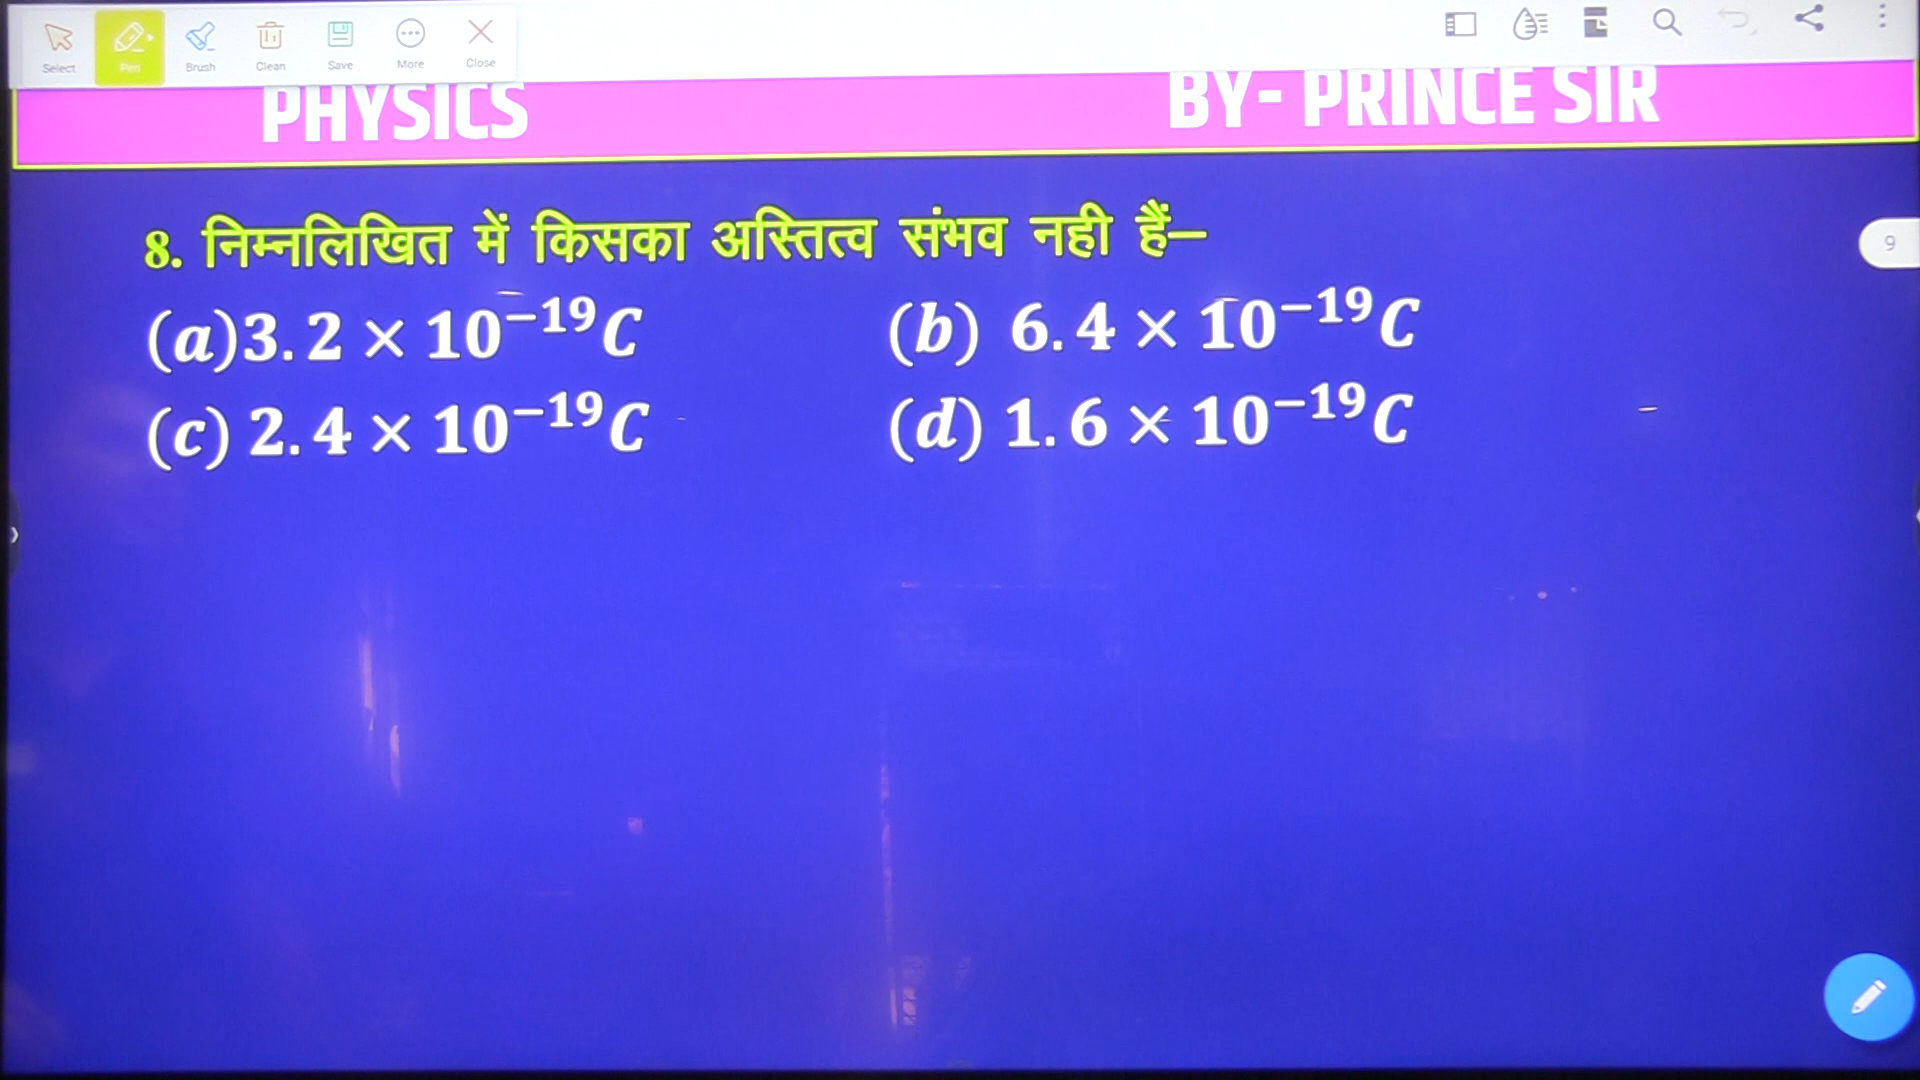 Select Pen Brush Clean Save More Close
PHYSICS BY- PRINCE SIR
8. निम्नलिखित में किसका अस्तित्व संभव नही हैं–
9
(a)3.2 × 10⁻¹⁹C (b) 6.4 × 10⁻¹⁹C
(c) 2.4 × 10⁻¹⁹C (d) 1.6 × 10⁻¹⁹C